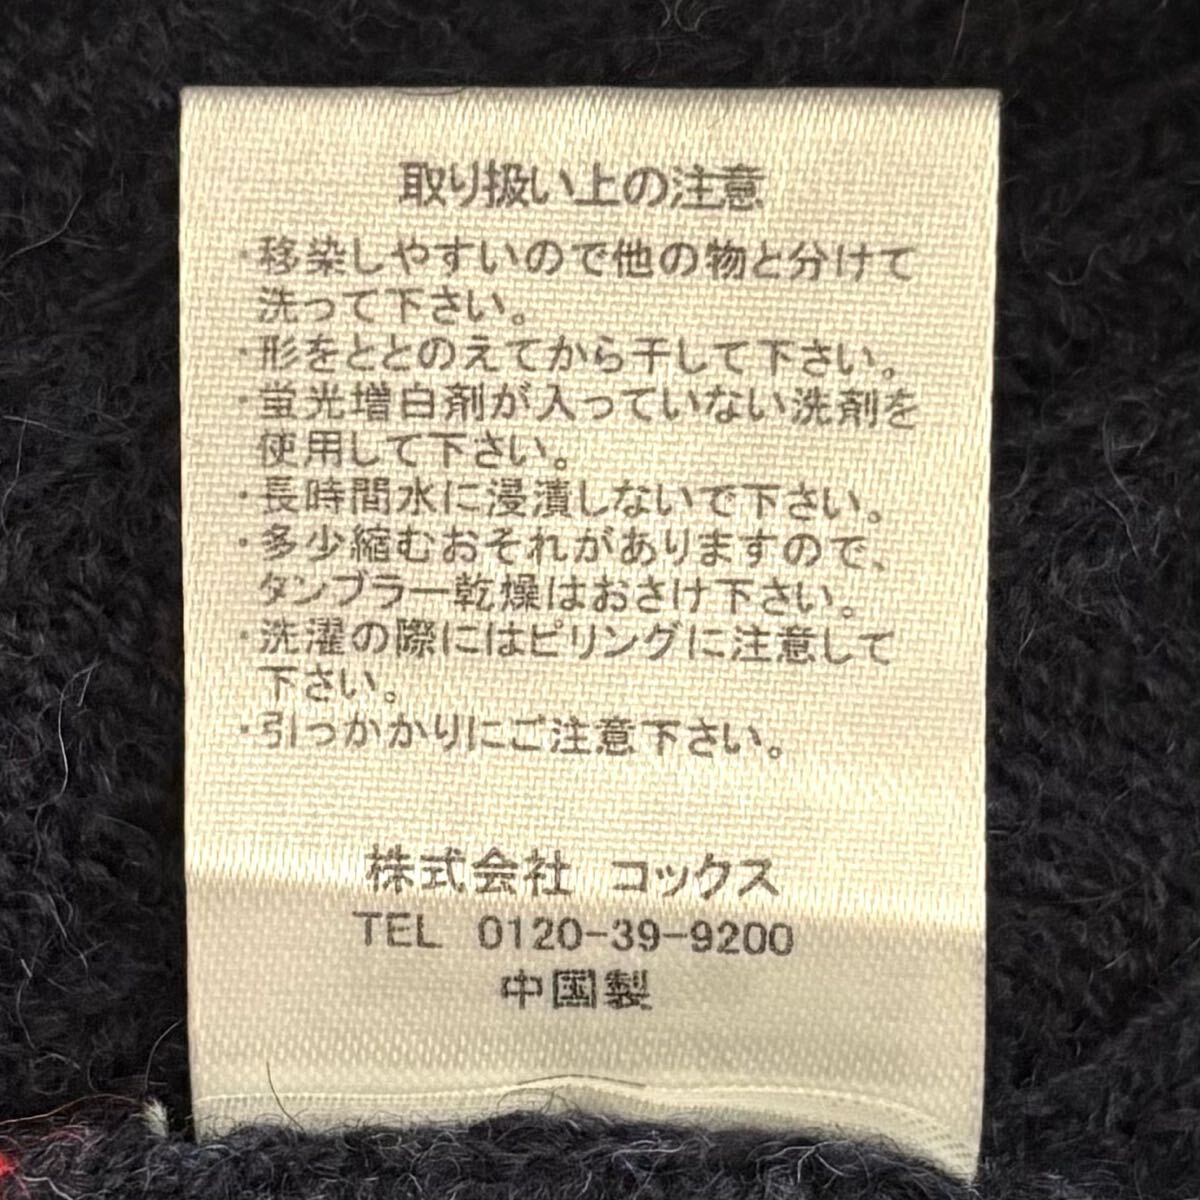 取り扱い上の注意
・移染しやすいので他の物と分けて
洗って下さい。
・形をととのえてから干して下さい。
・蛍光増白剤が入っていない洗剤を
使用して下さい。
・長時間水に浸漬しないで下さい。
・多少縮むおそれがありますので、
タンブラー乾燥はおさけ下さい。
・洗濯の際にはピリングに注意して
下さい。
・引っかかりにご注意下さい。
株式会社 コックス
TEL 0120-39-9200
中国製